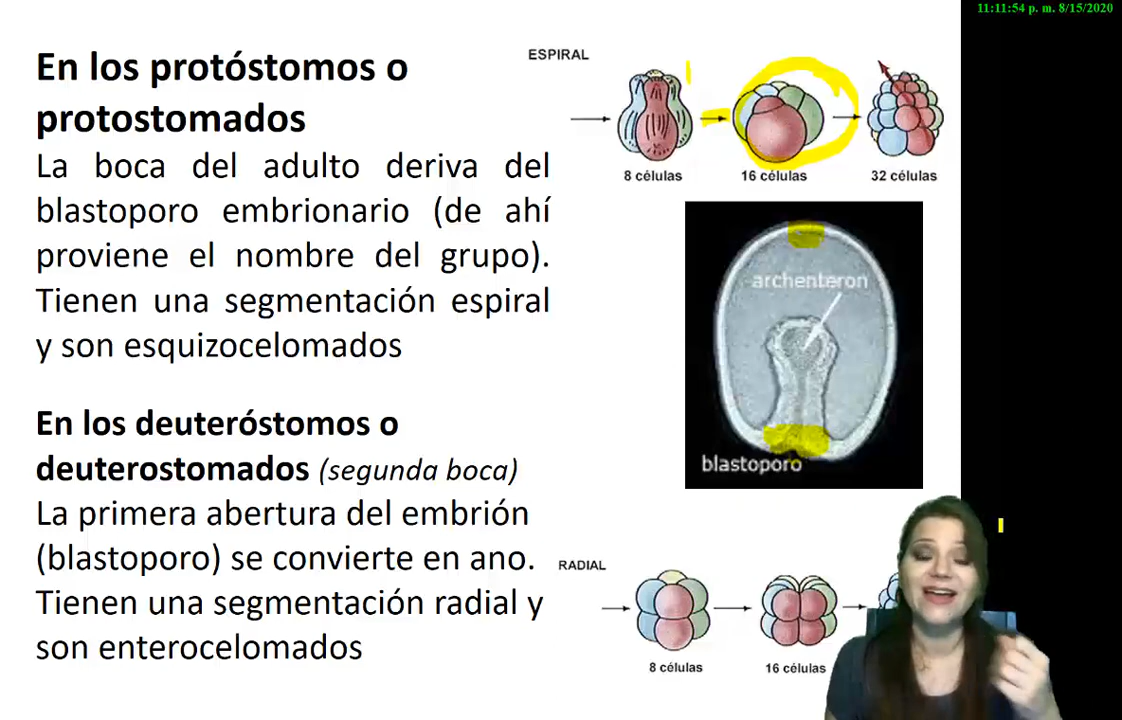 11:11:54 p. m. 8/15/2020
En los protóstomos o
protostomados
La boca del adulto deriva del
blastoporo embrionario (de ahí
proviene el nombre del grupo).
Tienen una segmentación espiral
y son esquizocelomados
En los deuteróstomos o
deuterostomados (segunda boca)
La primera abertura del embrión
(blastoporo) se convierte en ano.
Tienen una segmentación radial y
son enterocelomados
ESPIRAL
8 células
16 células
32 células
archenteron
blastoporo
RADIAL
8 células
16 células